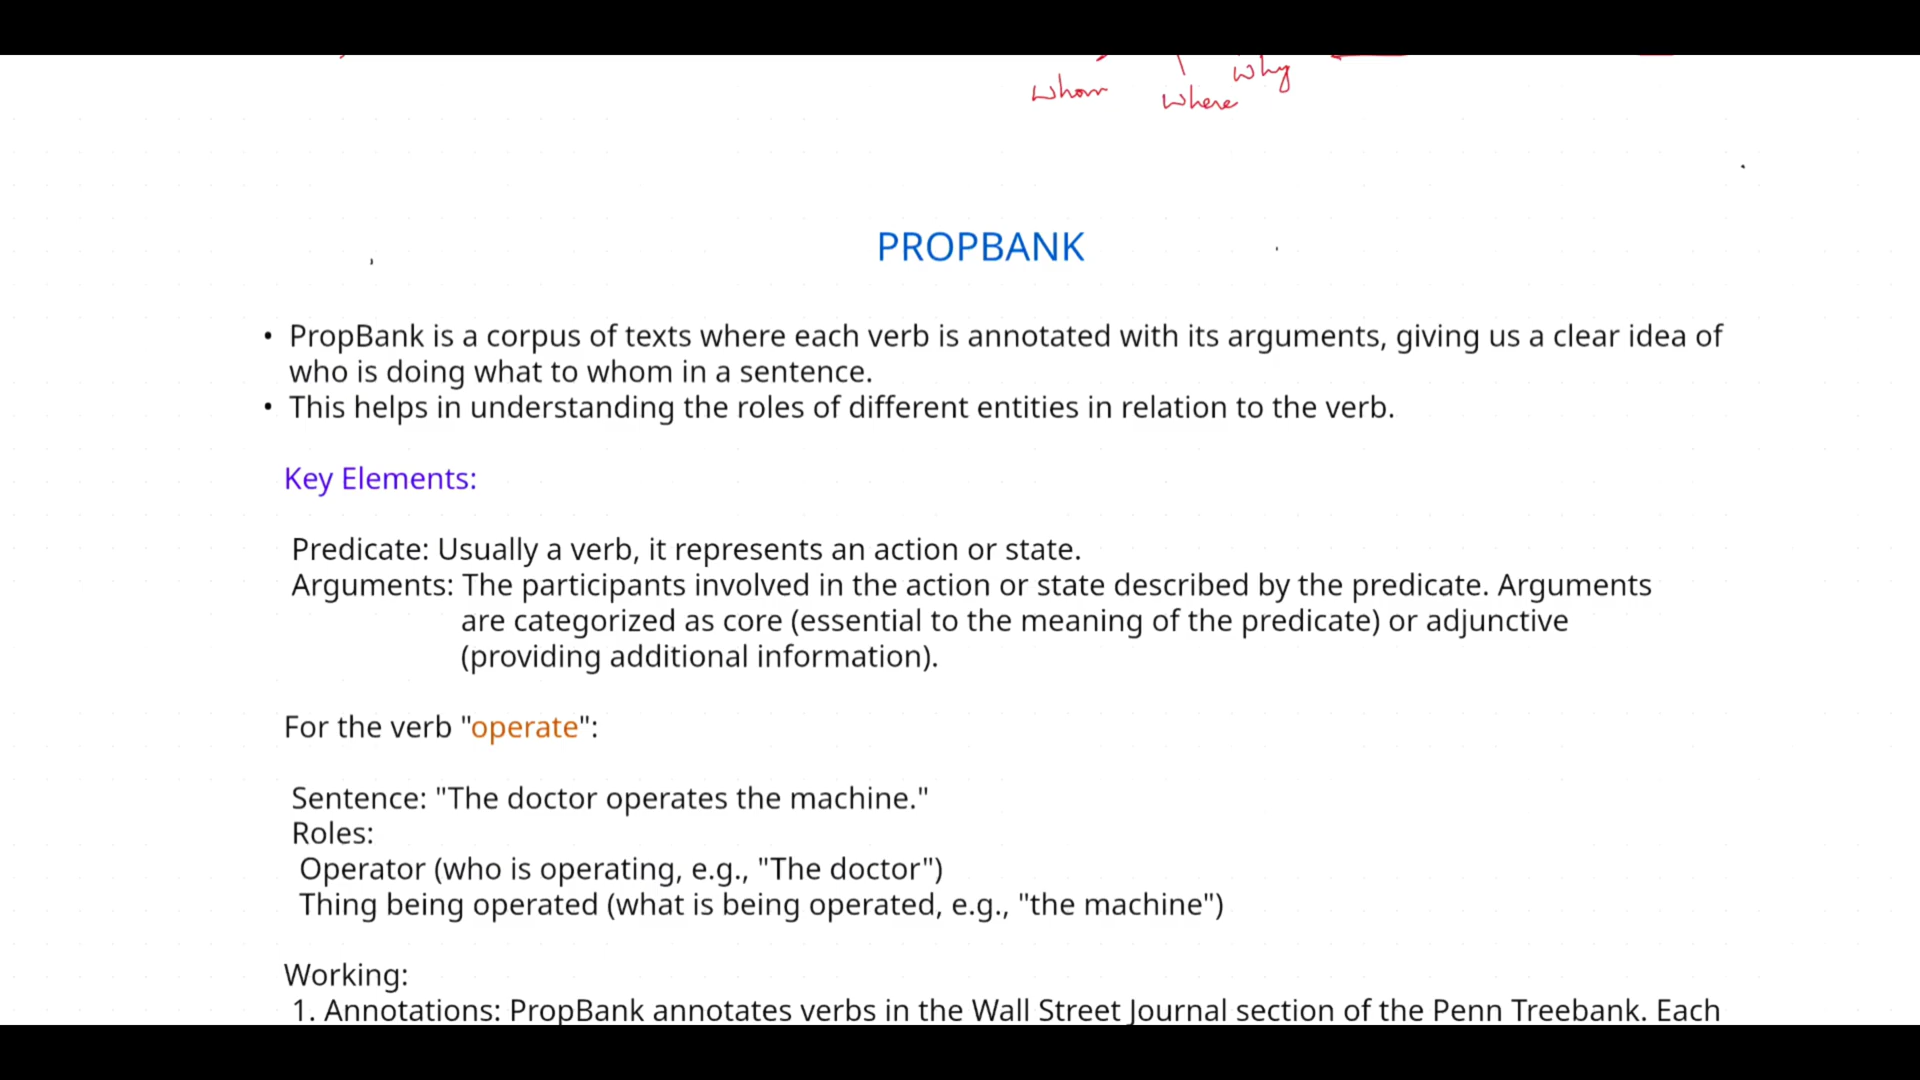 why
whom
where
PROPBANK
• PropBank is a corpus of texts where each verb is annotated with its arguments, giving us a clear idea of
who is doing what to whom in a sentence.
• This helps in understanding the roles of different entities in relation to the verb.
Key Elements:
Predicate: Usually a verb, it represents an action or state.
Arguments: The participants involved in the action or state described by the predicate. Arguments
are categorized as core (essential to the meaning of the predicate) or adjunctive
(providing additional information).
For the verb "operate":
Sentence: "The doctor operates the machine."
Roles:
Operator (who is operating, e.g., "The doctor")
Thing being operated (what is being operated, e.g., "the machine")
Working:
1. Annotations: PropBank annotates verbs in the Wall Street Journal section of the Penn Treebank. Each